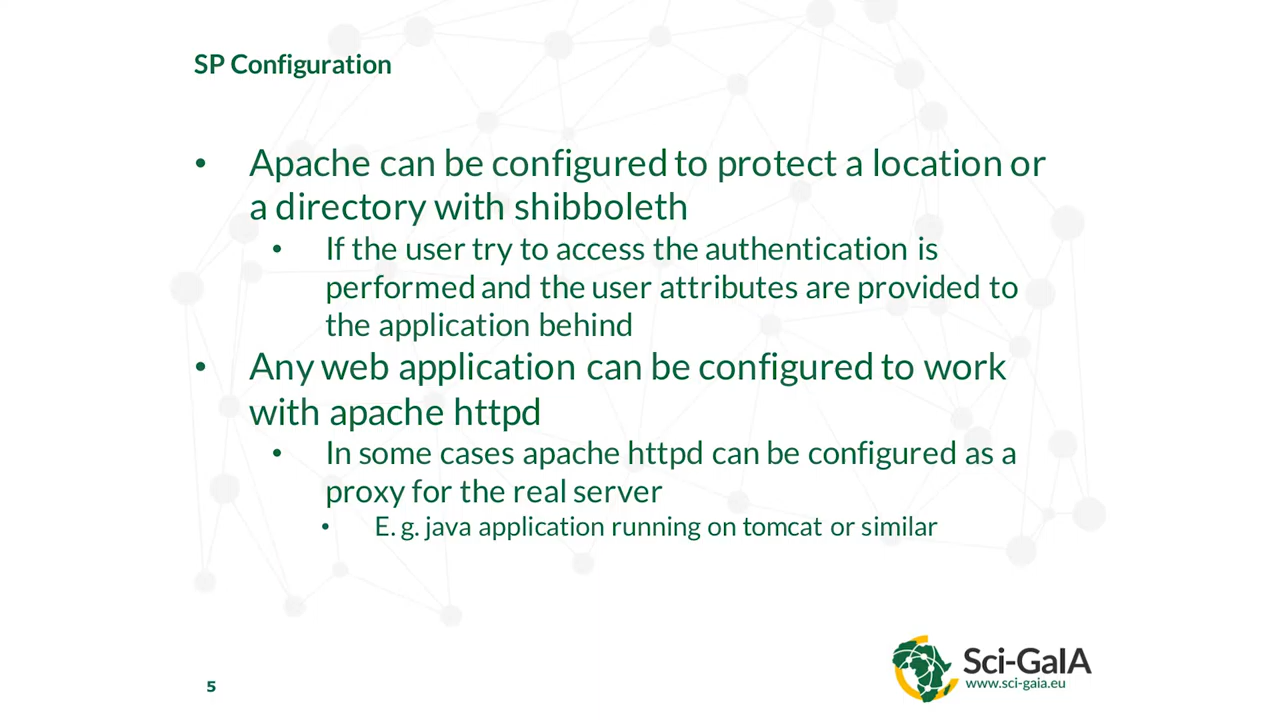 SP Configuration
• Apache can be configured to protect a location or
a directory with shibboleth
• If the user try to access the authentication is
performed and the user attributes are provided to
the application behind
• Any web application can be configured to work
with apache httpd
• In some cases apache httpd can be configured as a
proxy for the real server
• E. g. java application running on tomcat or similar
5
Sci-GaIA
www.sci-gaia.eu